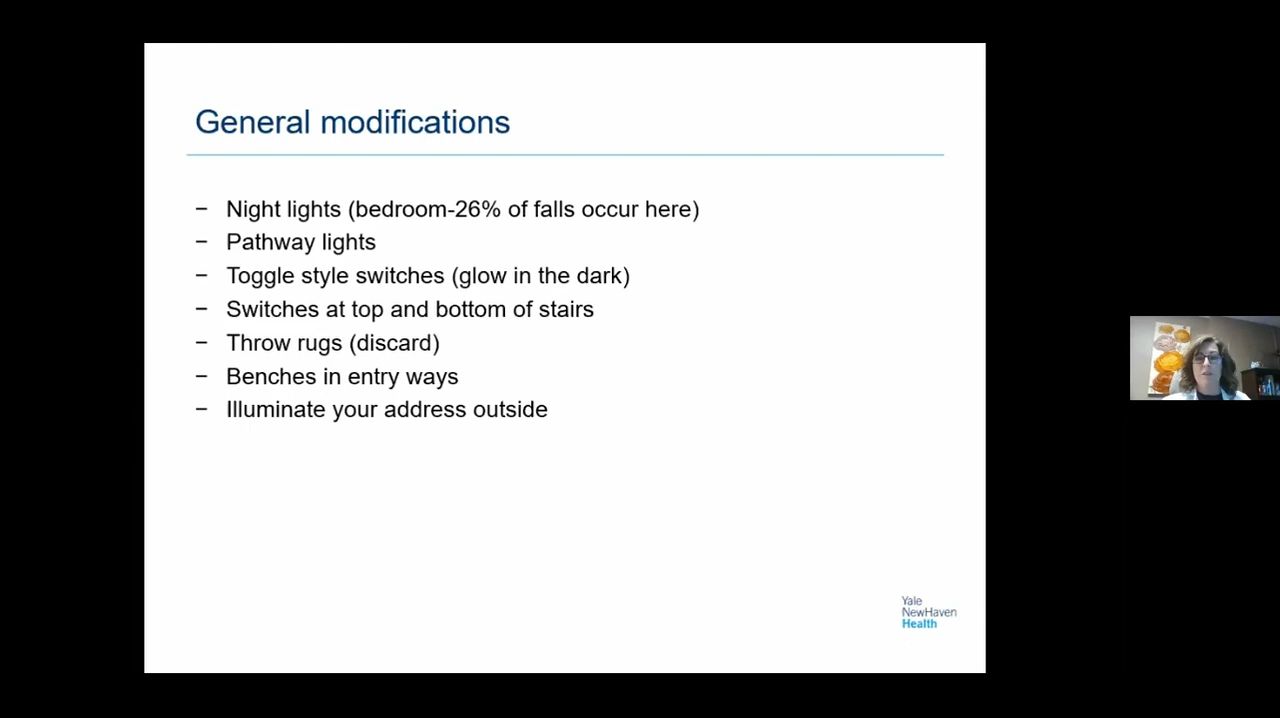 General modifications
− Night lights (bedroom-26% of falls occur here)
− Pathway lights
− Toggle style switches (glow in the dark)
− Switches at top and bottom of stairs
− Throw rugs (discard)
− Benches in entry ways
− Illuminate your address outside
Yale
NewHaven
Health